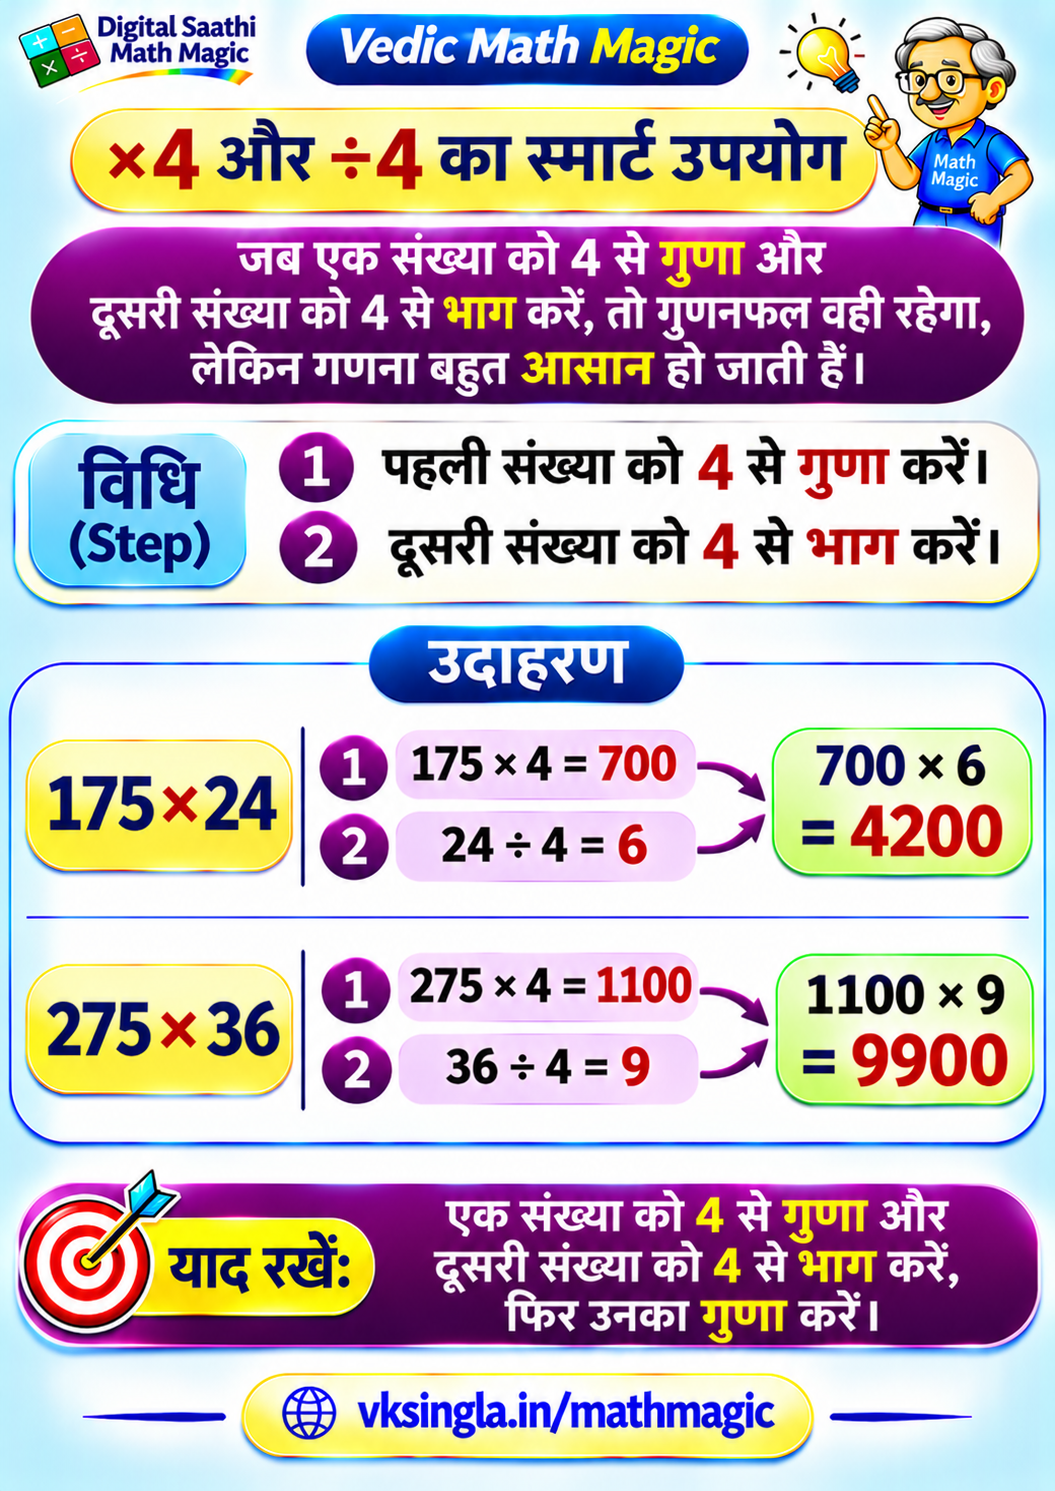 Digital Saathi
Math Magic
Vedic Math Magic
×4 और ÷4 का स्मार्ट उपयोग
Math
Magic
जब एक संख्या को 4 से गुणा और
दूसरी संख्या को 4 से भाग करें, तो गुणनफल वही रहेगा,
लेकिन गणना बहुत आसान हो जाती हैं।
विधि
(Step)
1 पहली संख्या को 4 से गुणा करें।
2 दूसरी संख्या को 4 से भाग करें।
उदाहरण
175×24
1 175 × 4 = 700
2 24 ÷ 4 = 6
700 × 6
= 4200
275×36
1 275 × 4 = 1100
2 36 ÷ 4 = 9
1100 × 9
= 9900
याद रखें:
एक संख्या को 4 से गुणा और
दूसरी संख्या को 4 से भाग करें,
फिर उनका गुणा करें।
vksingla.in/mathmagic